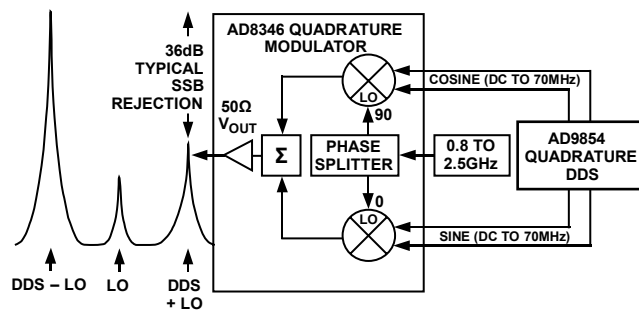 36dB
TYPICAL
SSB
REJECTION
DDS – LO
LO
DDS
+ LO
AD8346 QUADRATURE
MODULATOR
50Ω
VOUT
Σ
LO
90
PHASE
SPLITTER
0
LO
0.8 TO
2.5GHz
COSINE (DC TO 70MHz)
AD9854
QUADRATURE
DDS
SINE (DC TO 70MHz)